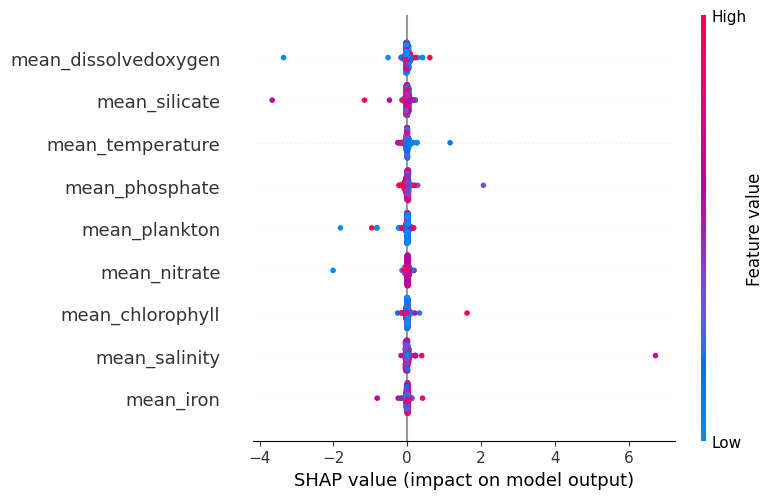 High
mean_dissolvedoxygen
mean_silicate
mean_temperature
mean_phosphate
mean_plankton
mean_nitrate
mean_chlorophyll
mean_salinity
mean_iron
Feature value
Low
−4 −2 0 2 4 6
SHAP value (impact on model output)